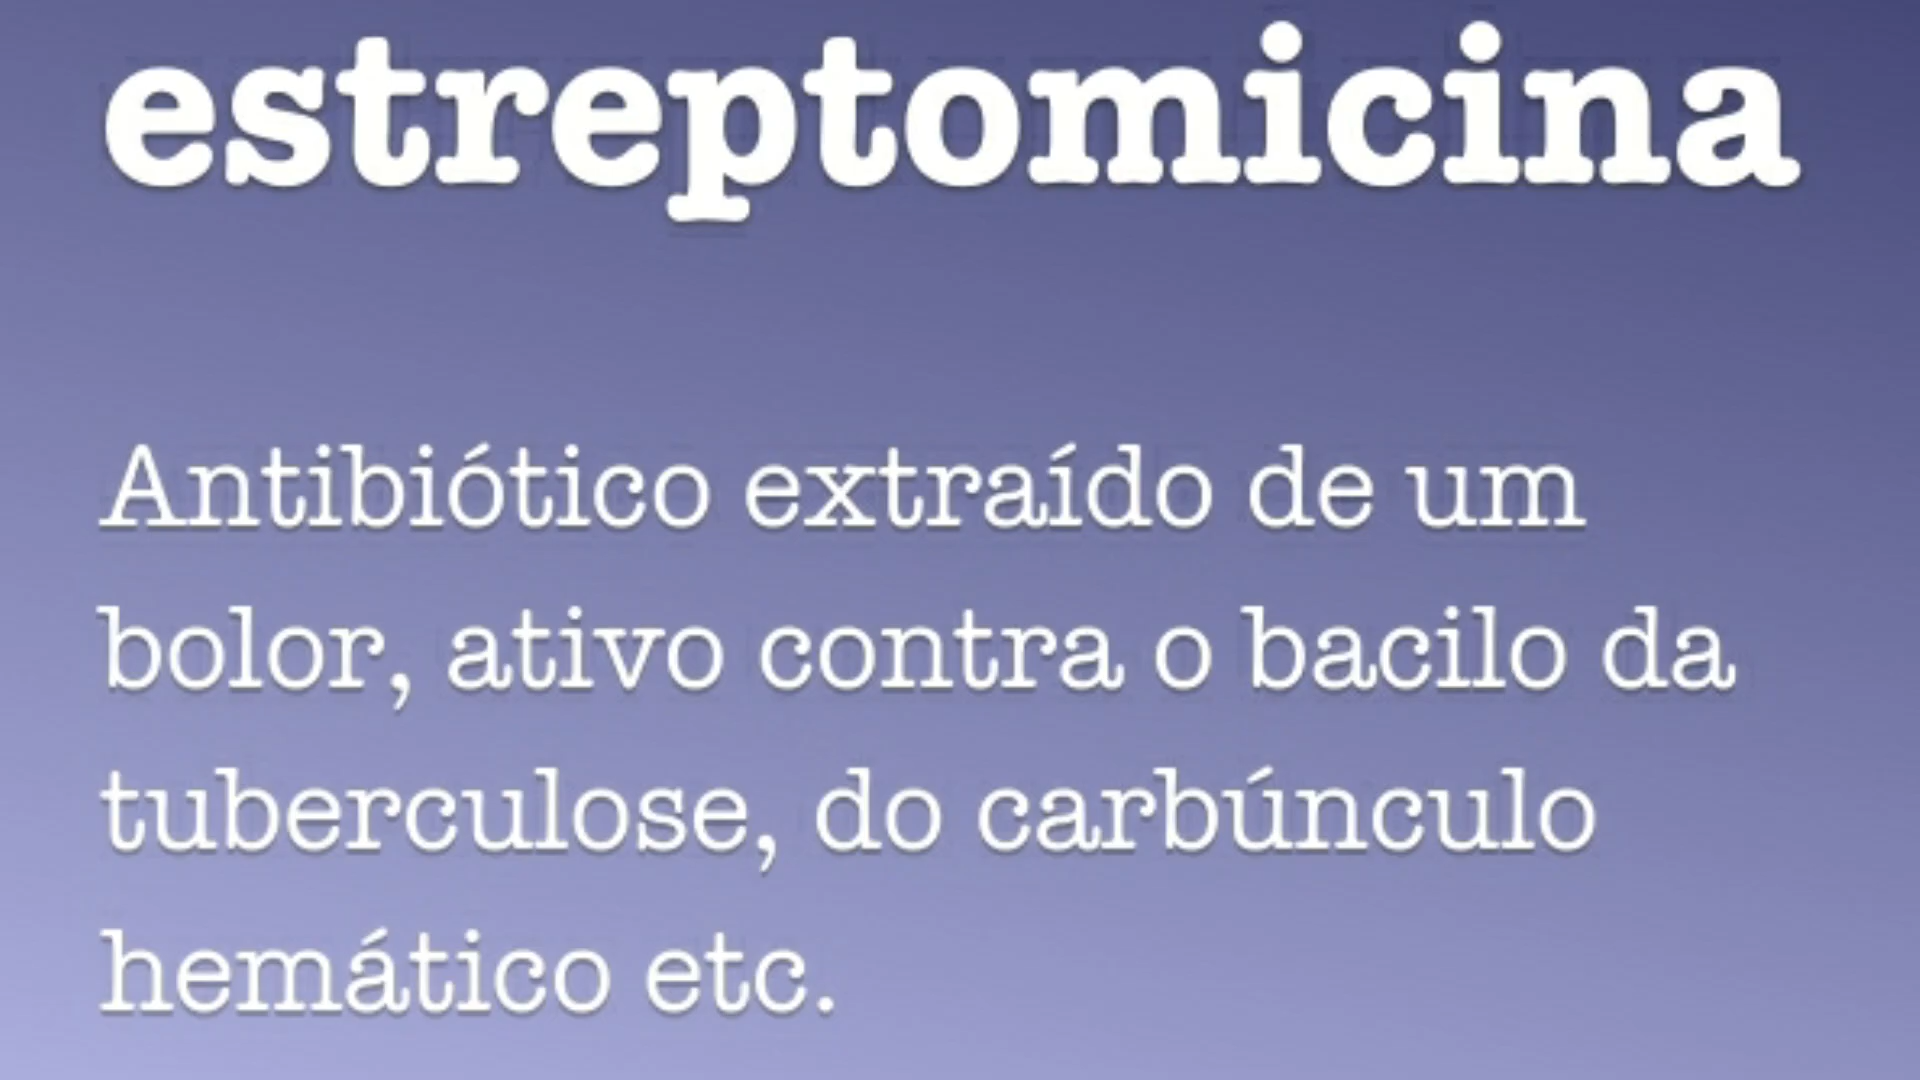 estreptomicina
Antibiótico extraído de um
bolor, ativo contra o bacilo da
tuberculose, do carbúnculo
hemático etc.